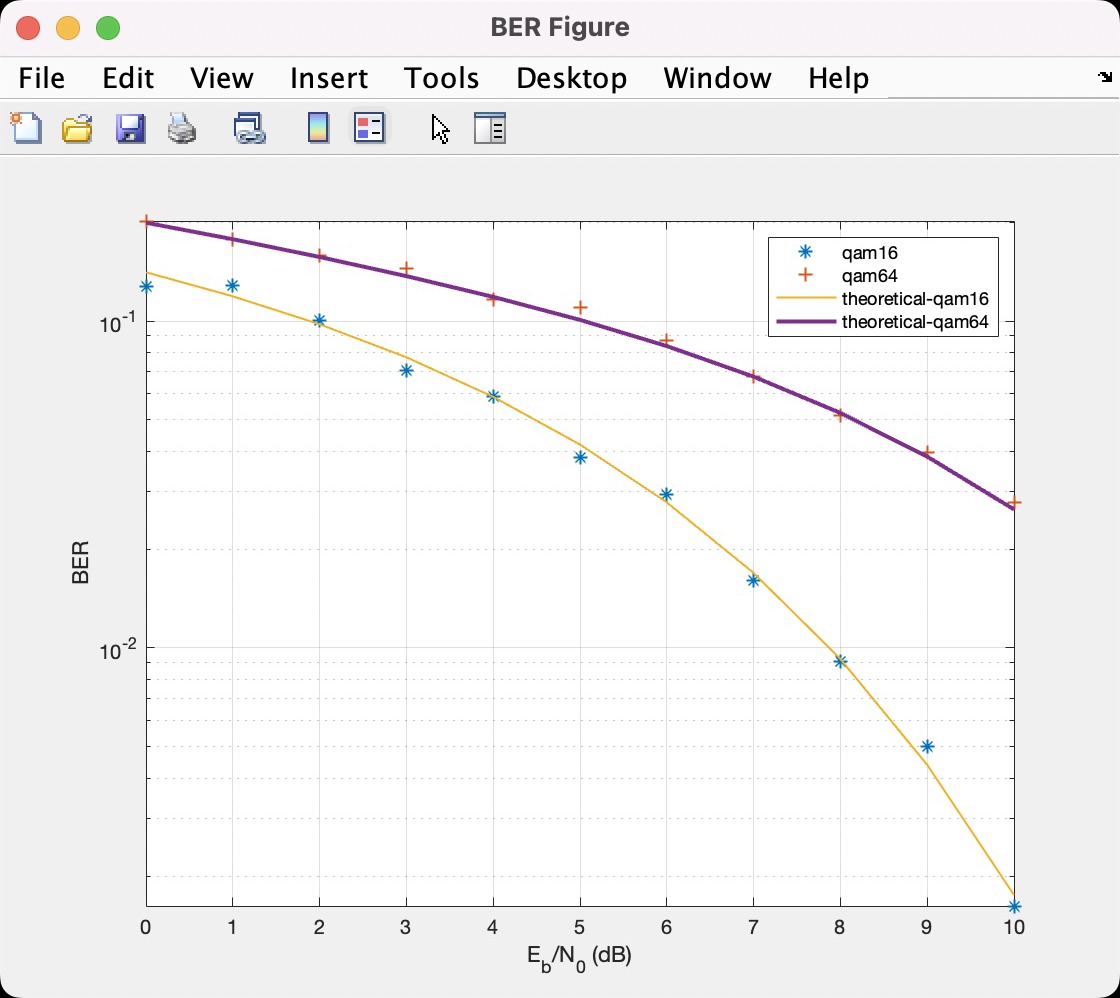 BER Figure
File Edit View Insert Tools Desktop Window Help
qam16
qam64
theoretical-qam16
theoretical-qam64
10^-1
10^-2
BER
0 1 2 3 4 5 6 7 8 9 10
E_b/N_0 (dB)